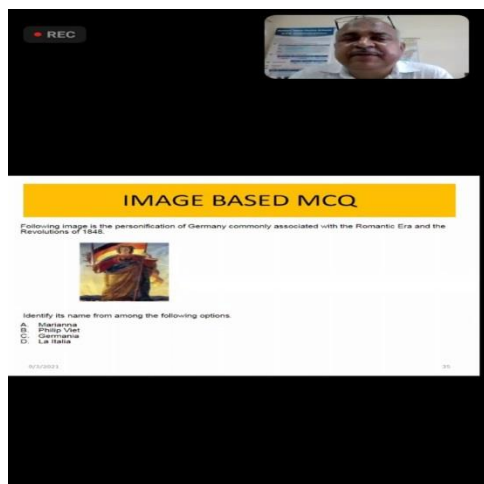 REC
IMAGE BASED MCQ
Following image is the personification of Germany commonly associated with the Romantic Era and the
Revolutions of 1848.
Identify its name from among the following options.
A. Marianna
B. Philip Viet
C. Germania
D. La Italia